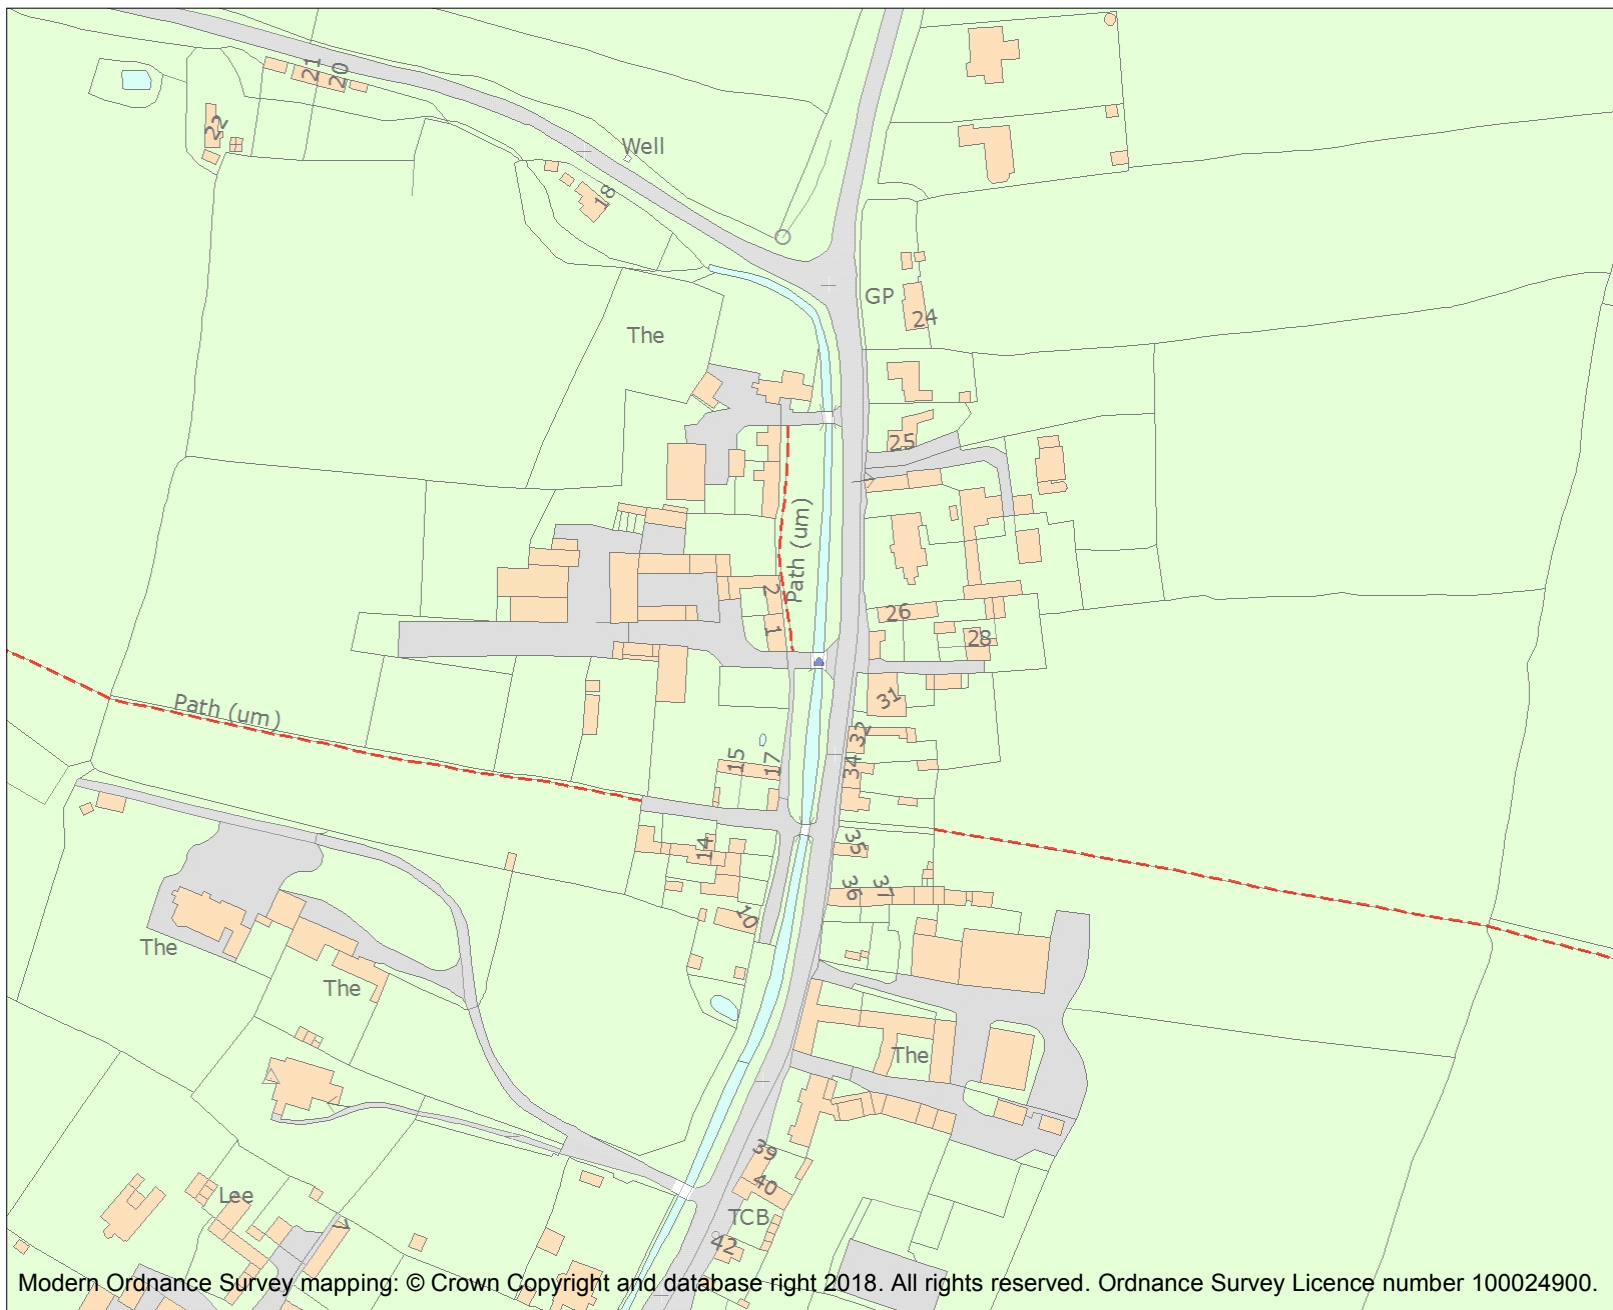 21
20
22
Well
18
GP
24
The
25
Path (um)
2
1
26
28
31
Path (um)
32
15
17
34
14
35
36
37
10
The
The
The
39
40
Lee
TCB
7
42
Modern Ordnance Survey mapping: © Crown Copyright and database right 2018. All rights reserved. Ordnance Survey Licence number 100024900.